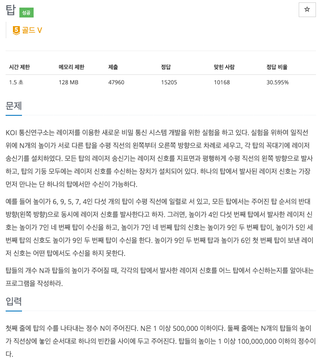 탑 성공
골드 V
시간 제한 메모리 제한 제출 정답 맞힌 사람 정답 비율
1.5 초 128 MB 47960 15205 10168 30.595%
문제
KOI 통신연구소는 레이저를 이용한 새로운 비밀 통신 시스템 개발을 위한 실험을 하고 있다. 실험을 위하여 일직선
위에 N개의 높이가 서로 다른 탑을 수평 직선의 왼쪽부터 오른쪽 방향으로 차례로 세우고, 각 탑의 꼭대기에 레이저
송신기를 설치하였다. 모든 탑의 레이저 송신기는 레이저 신호를 지표면과 평행하게 수평 직선의 왼쪽 방향으로 발사
하고, 탑의 기둥 모두에는 레이저 신호를 수신하는 장치가 설치되어 있다. 하나의 탑에서 발사된 레이저 신호는 가장
먼저 만나는 단 하나의 탑에서만 수신이 가능하다.
예를 들어 높이가 6, 9, 5, 7, 4인 다섯 개의 탑이 수평 직선에 일렬로 서 있고, 모든 탑에서는 주어진 탑 순서의 반대
방향(왼쪽 방향)으로 동시에 레이저 신호를 발사한다고 하자. 그러면, 높이가 4인 다섯 번째 탑에서 발사한 레이저 신
호는 높이가 7인 네 번째 탑이 수신을 하고, 높이가 7인 네 번째 탑의 신호는 높이가 9인 두 번째 탑이, 높이가 5인 세
번째 탑의 신호도 높이가 9인 두 번째 탑이 수신을 한다. 높이가 9인 두 번째 탑과 높이가 6인 첫 번째 탑이 보낸 레이
저 신호는 어떤 탑에서도 수신을 하지 못한다.
탑들의 개수 N과 탑들의 높이가 주어질 때, 각각의 탑에서 발사한 레이저 신호를 어느 탑에서 수신하는지를 알아내는
프로그램을 작성하라.
입력
첫째 줄에 탑의 수를 나타내는 정수 N이 주어진다. N은 1 이상 500,000 이하이다. 둘째 줄에는 N개의 탑들의 높이
가 직선상에 놓인 순서대로 하나의 빈칸을 사이에 두고 주어진다. 탑들의 높이는 1 이상 100,000,000 이하의 정수이
다.